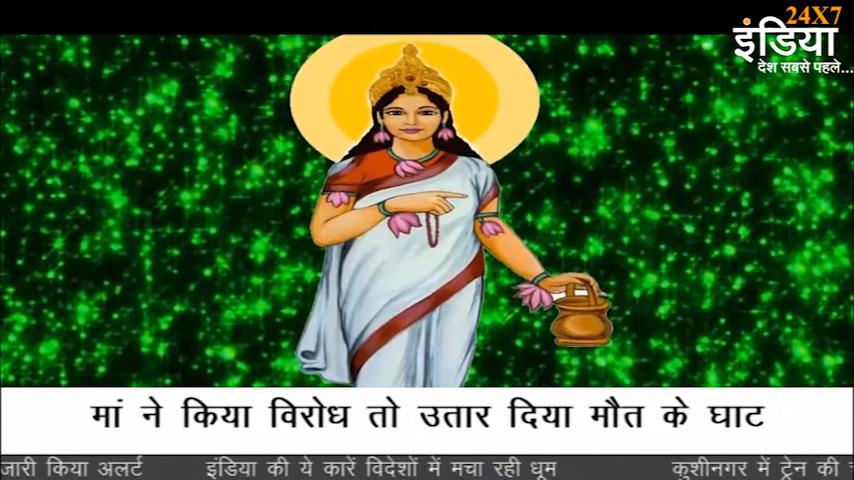 24X7
इंडिया
देश सबसे पहले...
मां ने किया विरोध तो उतार दिया मौत के घाट
जारी किया अलर्ट इंडिया की ये कारें विदेशों में मचा रही धूम कुशीनगर में ट्रेन की